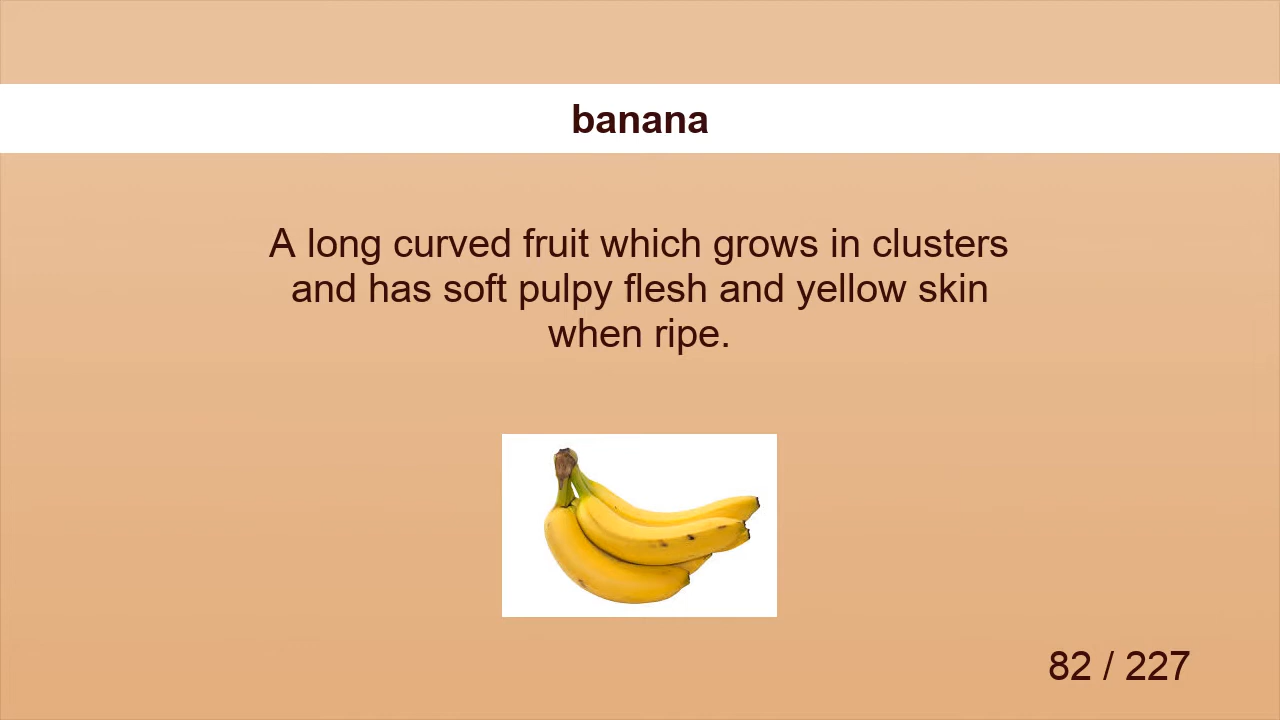 banana
A long curved fruit which grows in clusters
and has soft pulpy flesh and yellow skin
when ripe.
82 / 227